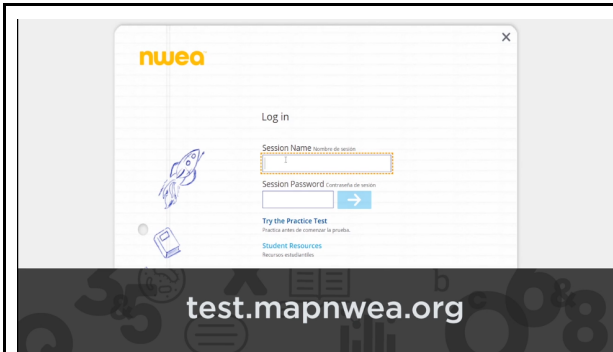 nwea
Log in
Session Name Nombre de sesión
Session Password Contraseña de sesión
Try the Practice Test
Practica antes de comenzar la prueba.
Student Resources
Recursos estudiantiles
test.mapnwea.org